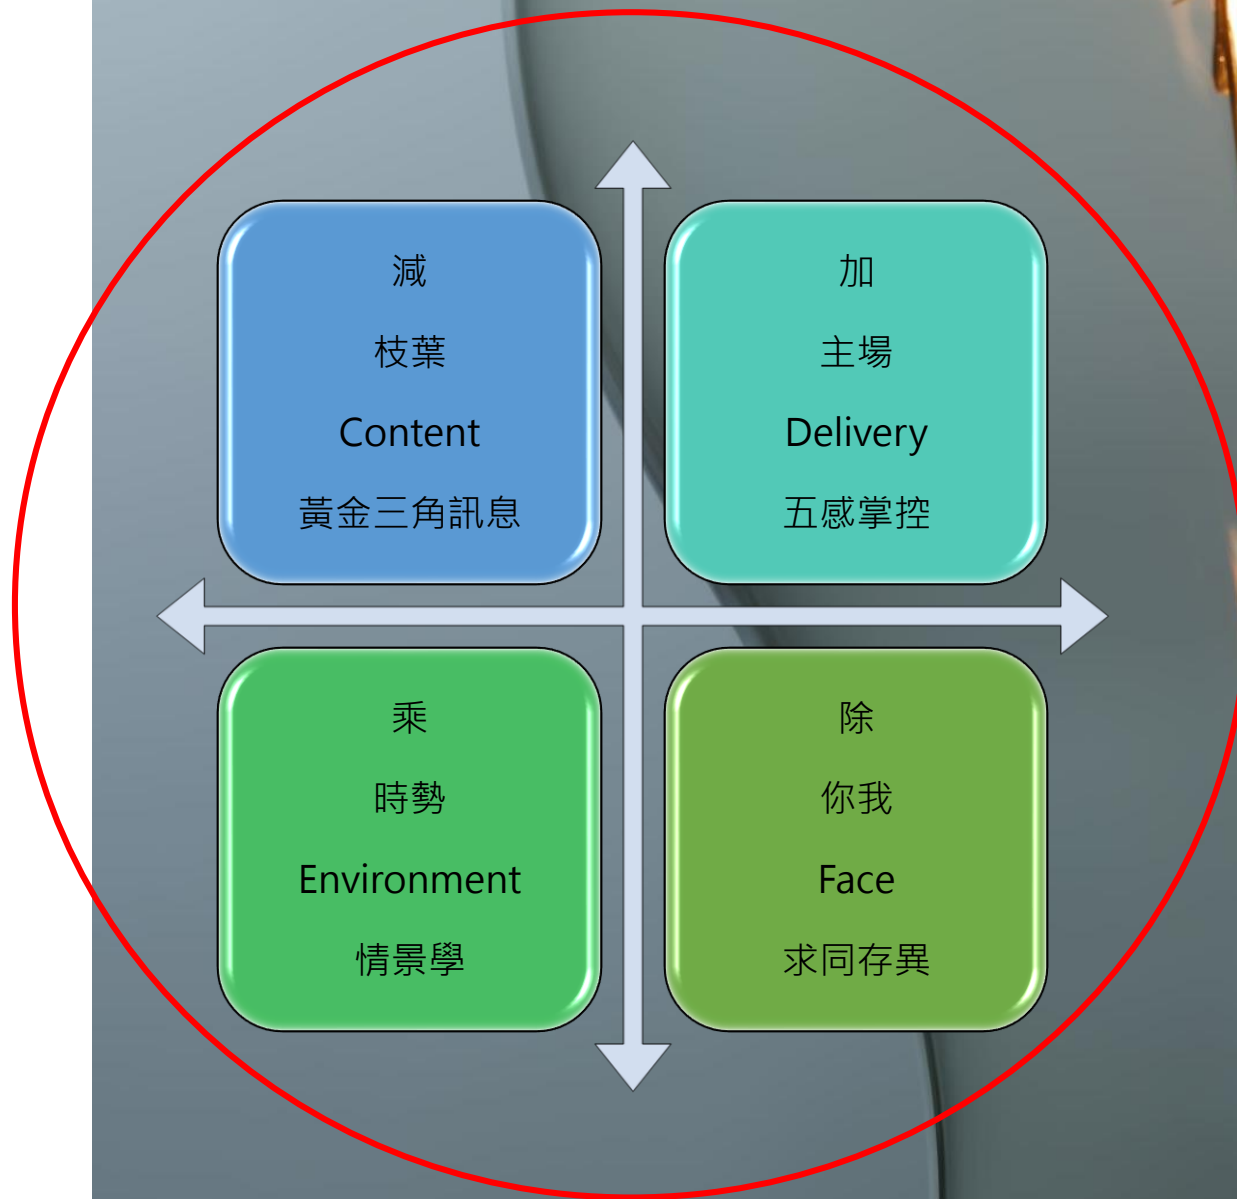 減
枝葉
Content
黃金三角訊息
加
主場
Delivery
五感掌控
乘
時勢
Environment
情景學
除
你我
Face
求同存異